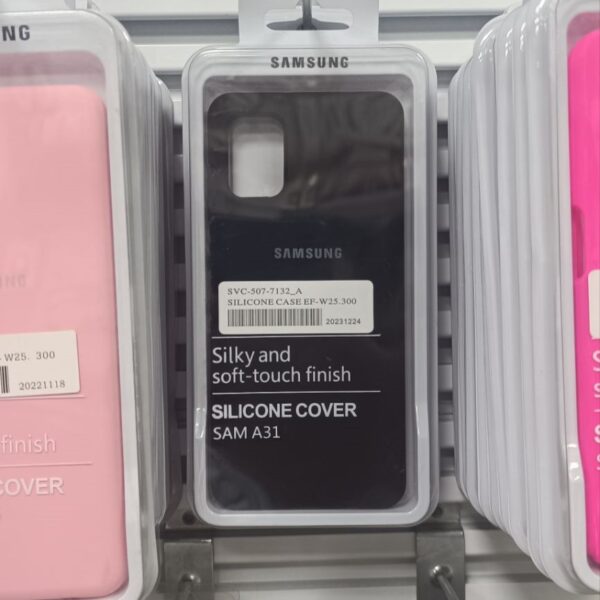 NG
SAMSUNG
SAMSUNG
SVC-507-7132_A
SILICONE CASE EF-W25.300
20231224
Silky and
soft-touch finish
SILICONE COVER
SAM A31
W25. 300
20221118
finish
COVER